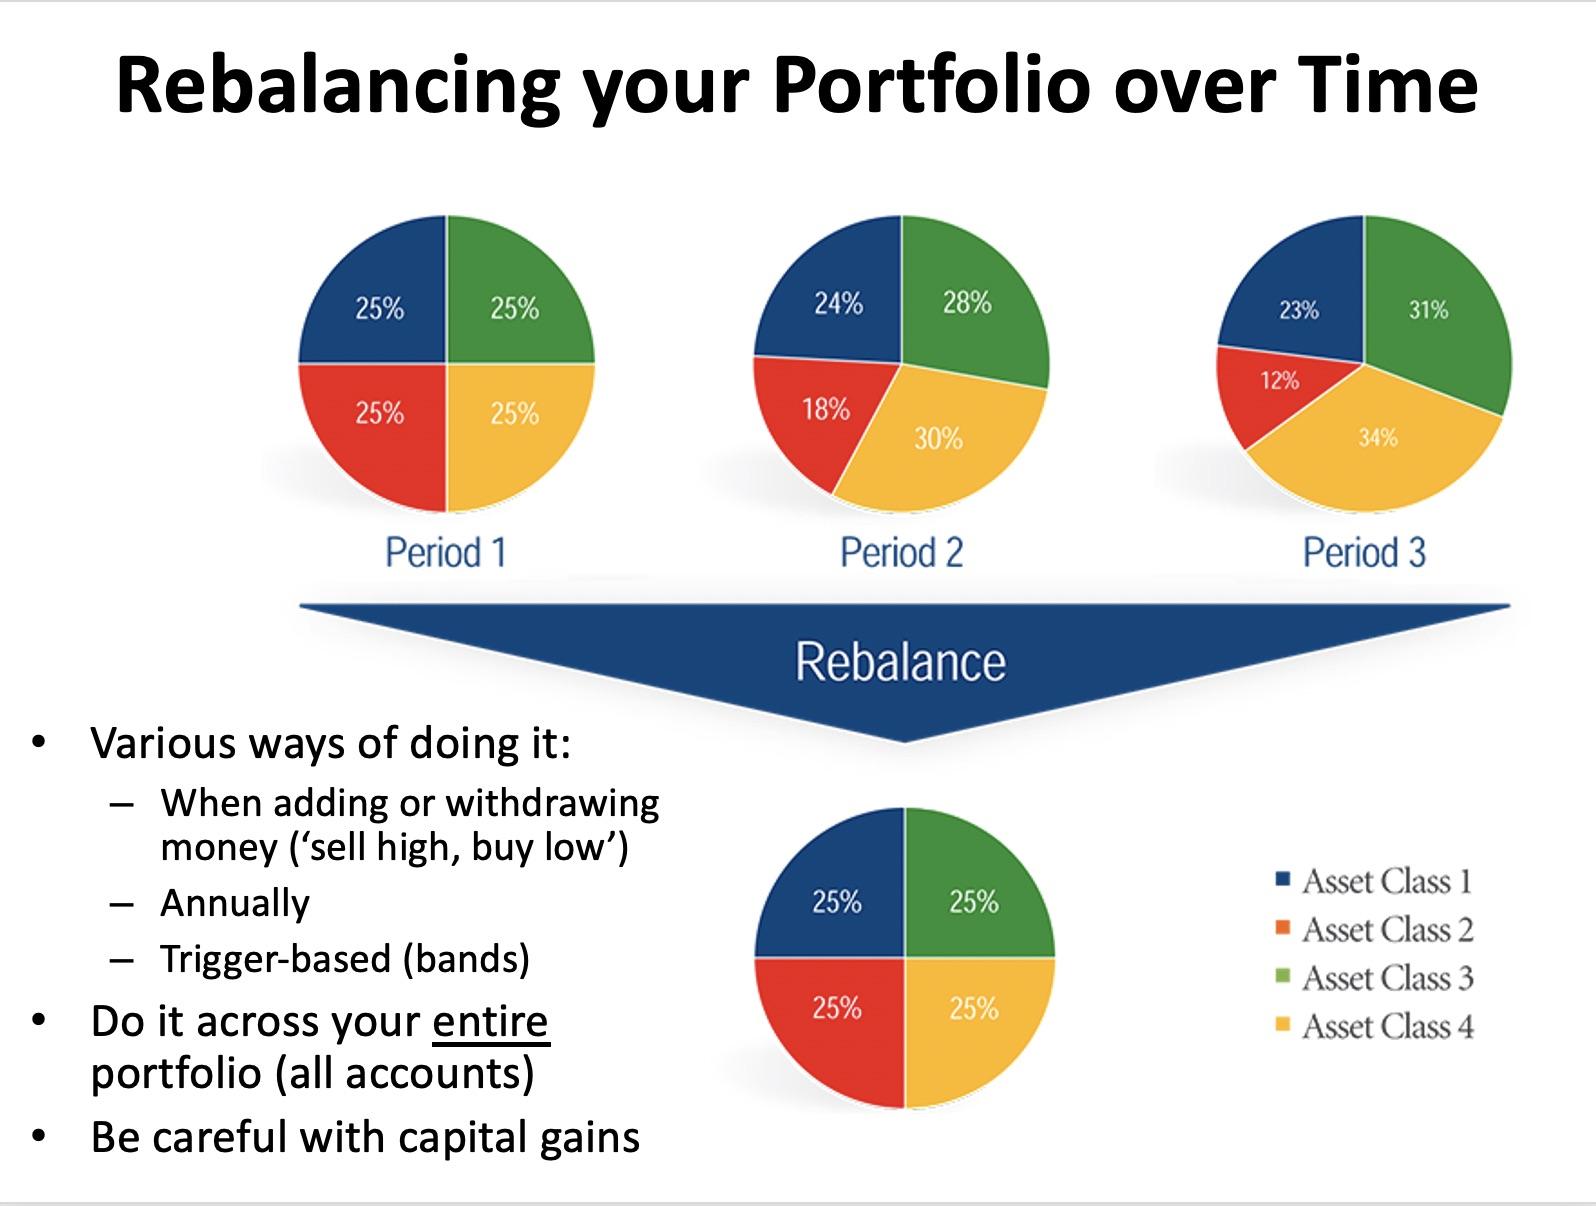 Rebalancing your Portfolio over Time
25% 25%
25% 25%
Period 1
24% 28%
18% 30%
Period 2
23% 31%
12% 34%
Period 3
Rebalance
• Various ways of doing it:
– When adding or withdrawing
money (‘sell high, buy low’)
– Annually
– Trigger-based (bands)
• Do it across your entire
portfolio (all accounts)
• Be careful with capital gains
25% 25%
25% 25%
Asset Class 1
Asset Class 2
Asset Class 3
Asset Class 4